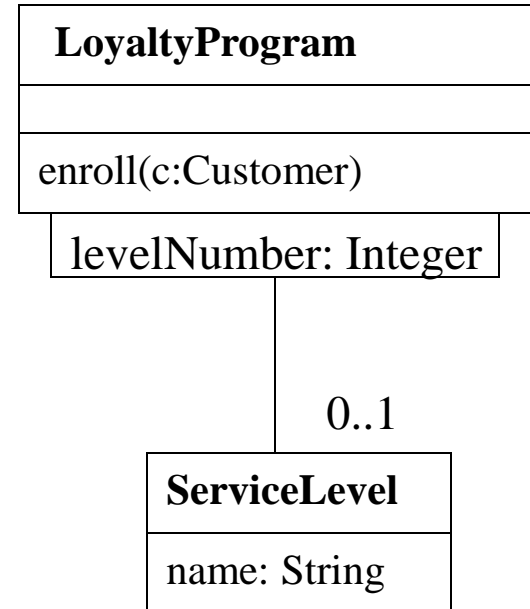 LoyaltyProgram
enroll(c:Customer)
levelNumber: Integer
0..1
ServiceLevel
name: String